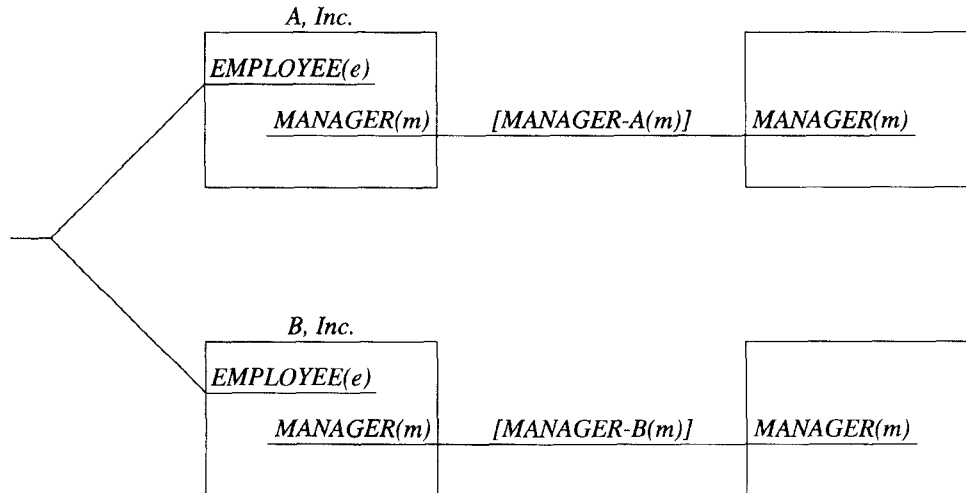 A, Inc.
EMPLOYEE(e)
MANAGER(m) [MANAGER-A(m)] MANAGER(m)
B, Inc.
EMPLOYEE(e)
MANAGER(m) [MANAGER-B(m)] MANAGER(m)